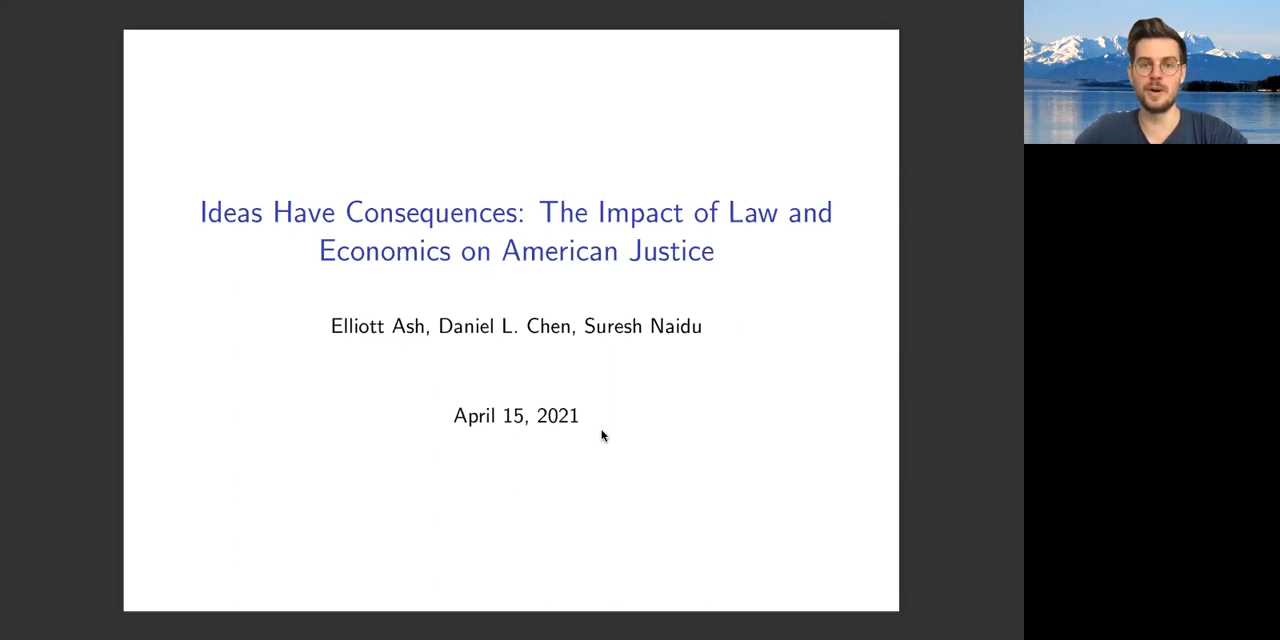 Ideas Have Consequences: The Impact of Law and
Economics on American Justice
Elliott Ash, Daniel L. Chen, Suresh Naidu
April 15, 2021